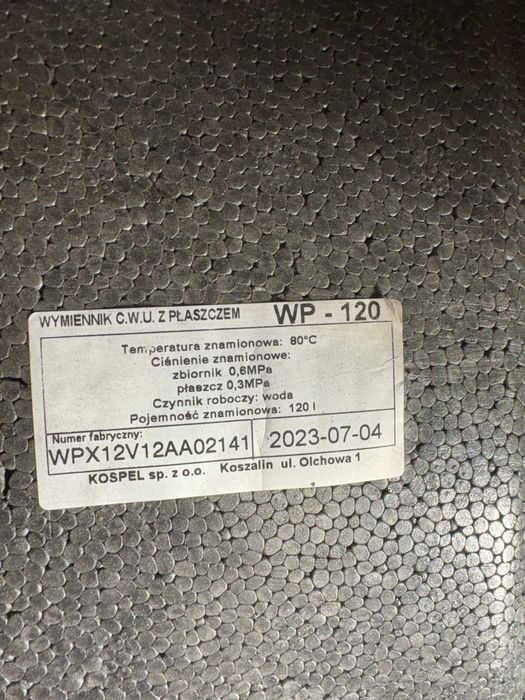 WYMIENNIK C.W.U. Z PŁASZCZEM WP - 120
Temperatura znamionowa: 80°C
Ciśnienie znamionowe:
zbiornik 0,6MPa
płaszcz 0,3MPa
Czynnik roboczy: woda
Pojemność znamionowa: 120 l
Numer fabryczny:
WPX12V12AA02141 2023-07-04
KOSPEL sp. z o.o. Koszalin ul. Olchowa 1